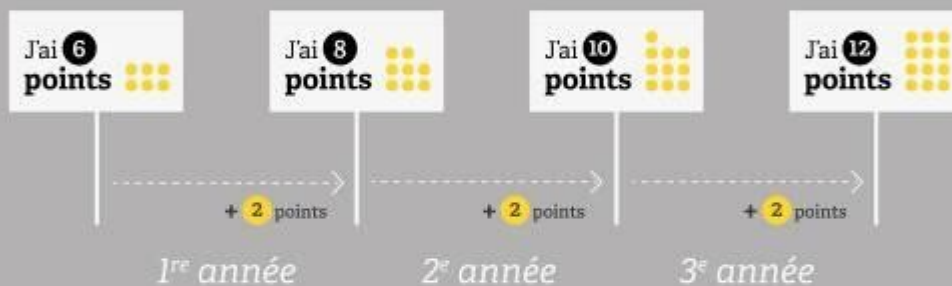 J'ai 6
points
J'ai 8
points
J'ai 10
points
J'ai 12
points
+ 2 points
+ 2 points
+ 2 points
1re année
2e année
3e année